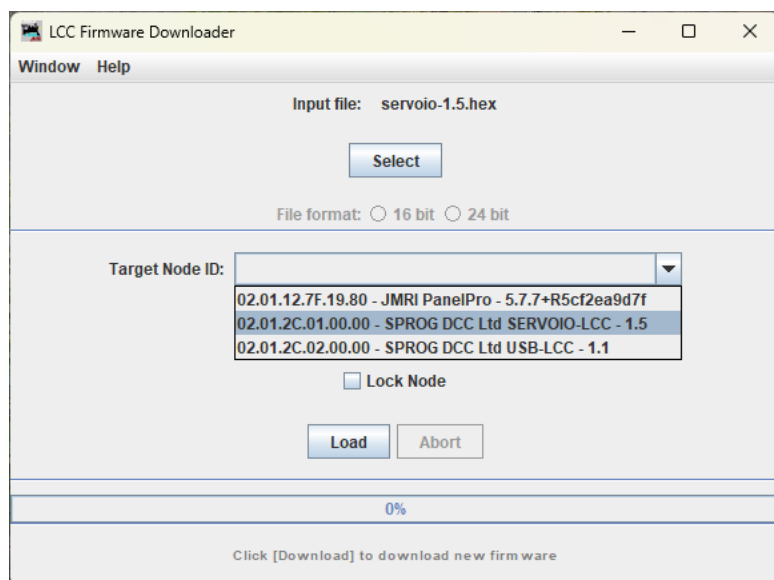 LCC Firmware Downloader
Window Help
Input file: servoio-1.5.hex
Select
File format: 16 bit 24 bit
Target Node ID:
02.01.12.7F.19.80 - JMRI PanelPro - 5.7.7+R5cf2ea9d7f
02.01.2C.01.00.00 - SPROG DCC Ltd SERVOIO-LCC - 1.5
02.01.2C.02.00.00 - SPROG DCC Ltd USB-LCC - 1.1
Lock Node
Load Abort
0%
Click [Download] to download new firmware